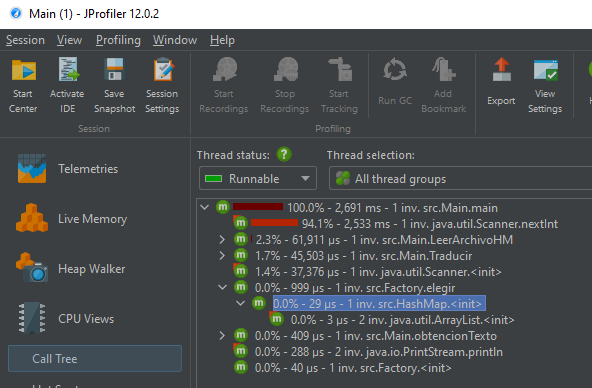 Main (1) - JProfiler 12.0.2
Session View Profiling Window Help
Start Center Activate IDE Save Snapshot Session Settings Start Recordings Stop Recordings Start Tracking Run GC Add Bookmark Export View Settings
Session Profiling
Thread status: ? Thread selection:
Runnable All thread groups
Telemetries
Live Memory
Heap Walker
CPU Views
Call Tree
m 100.0% - 2,691 ms - 1 inv. src.Main.main
m 94.1% - 2,533 ms - 1 inv. java.util.Scanner.nextInt
m 2.3% - 61,911 µs - 1 inv. src.Main.LeerArchivoHM
m 1.7% - 45,503 µs - 1 inv. src.Main.Traducir
m 1.4% - 37,376 µs - 1 inv. java.util.Scanner.<init>
m 0.0% - 999 µs - 1 inv. src.Factory.elegir
m 0.0% - 29 µs - 1 inv. src.HashMap.<init>
m 0.0% - 3 µs - 2 inv. java.util.ArrayList.<init>
m 0.0% - 409 µs - 1 inv. src.Main.obtencionTexto
m 0.0% - 288 µs - 2 inv. java.io.PrintStream.println
m 0.0% - 40 µs - 1 inv. src.Factory.<init>